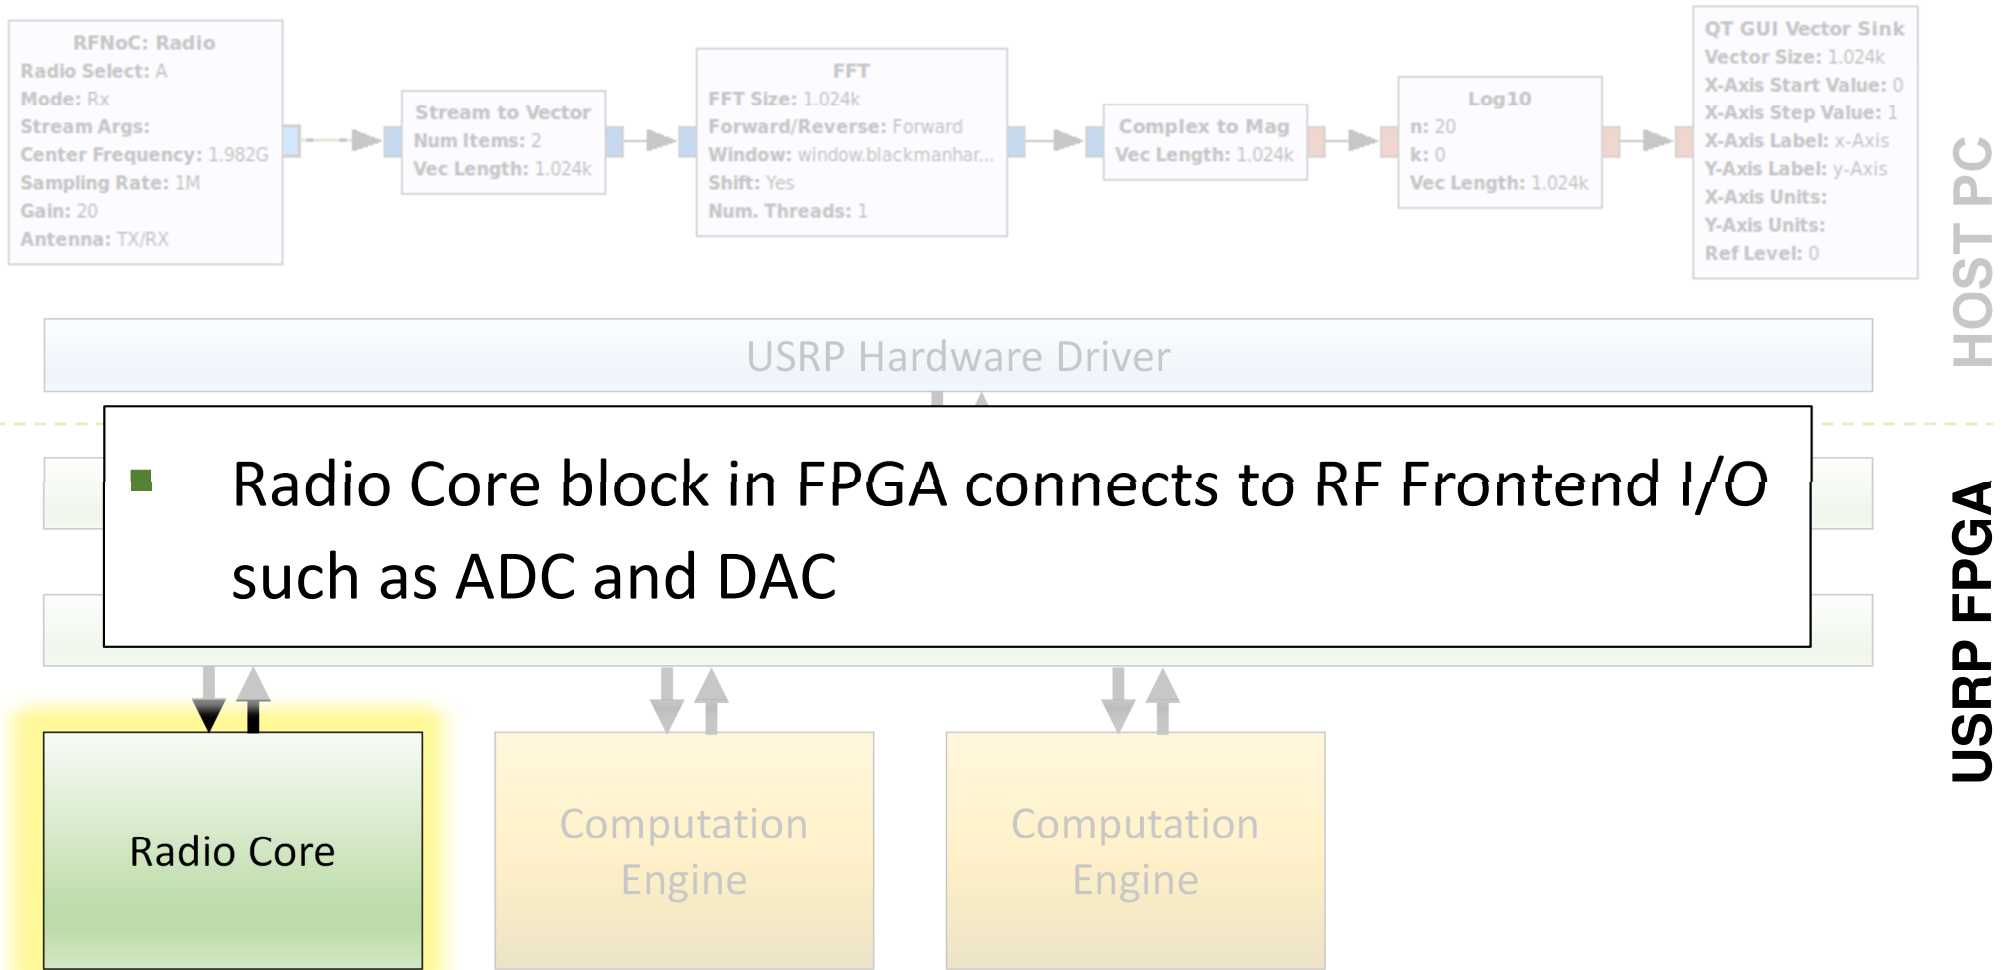 RFNoC: Radio
Radio Select: A
Mode: Rx
Stream Args:
Center Frequency: 1.982G
Sampling Rate: 1M
Gain: 20
Antenna: TX/RX
Stream to Vector
Num Items: 2
Vec Length: 1.024k
FFT
FFT Size: 1.024k
Forward/Reverse: Forward
Window: window.blackmanhar...
Shift: Yes
Num. Threads: 1
Complex to Mag
Vec Length: 1.024k
Log10
n: 20
k: 0
Vec Length: 1.024k
QT GUI Vector Sink
Vector Size: 1.024k
X-Axis Start Value: 0
X-Axis Step Value: 1
X-Axis Label: x-Axis
Y-Axis Label: y-Axis
X-Axis Units:
Y-Axis Units:
Ref Level: 0
HOST PC
USRP Hardware Driver
▪ Radio Core block in FPGA connects to RF Frontend I/O
such as ADC and DAC
USRP FPGA
Radio Core
Computation
Engine
Computation
Engine